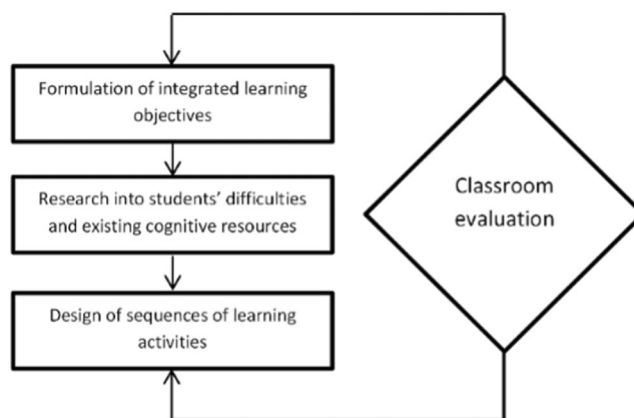 Formulation of integrated learning
objectives
Research into students’ difficulties
and existing cognitive resources
Design of sequences of learning
activities
Classroom
evaluation